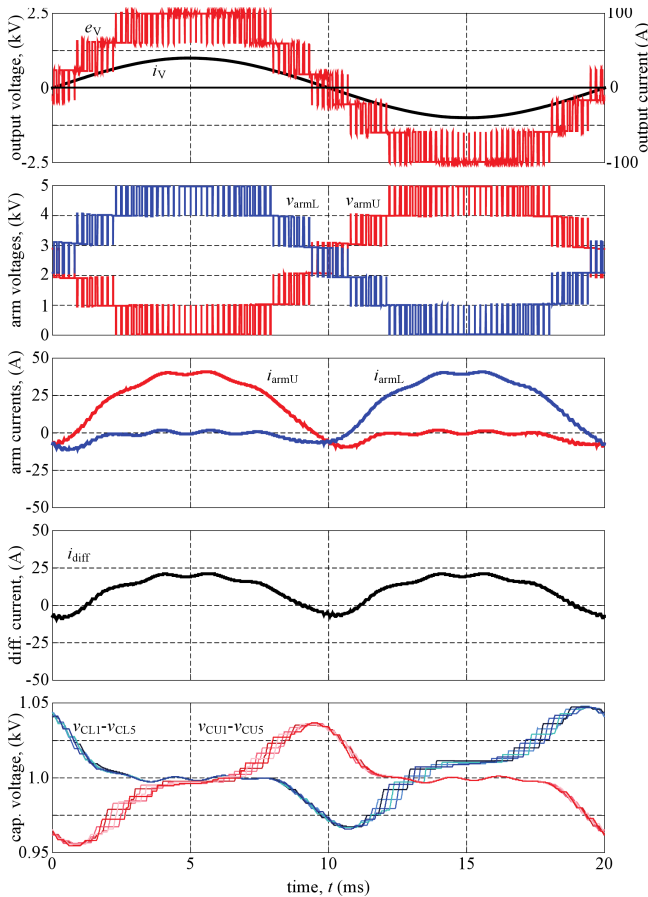 output voltage, (kV)
2.5
0
-2.5
e_V
i_V
100
0
-100
output current (A)
arm voltages, (kV)
5
4
3
2
1
0
v_armL
v_armU
arm currents, (A)
50
25
0
-25
-50
i_armU
i_armL
diff. current, (A)
50
25
0
-25
-50
i_diff
cap. voltage, (kV)
1.05
1.0
0.95
v_CL1-v_CL5
v_CU1-v_CU5
0
5
10
15
20
time, t (ms)